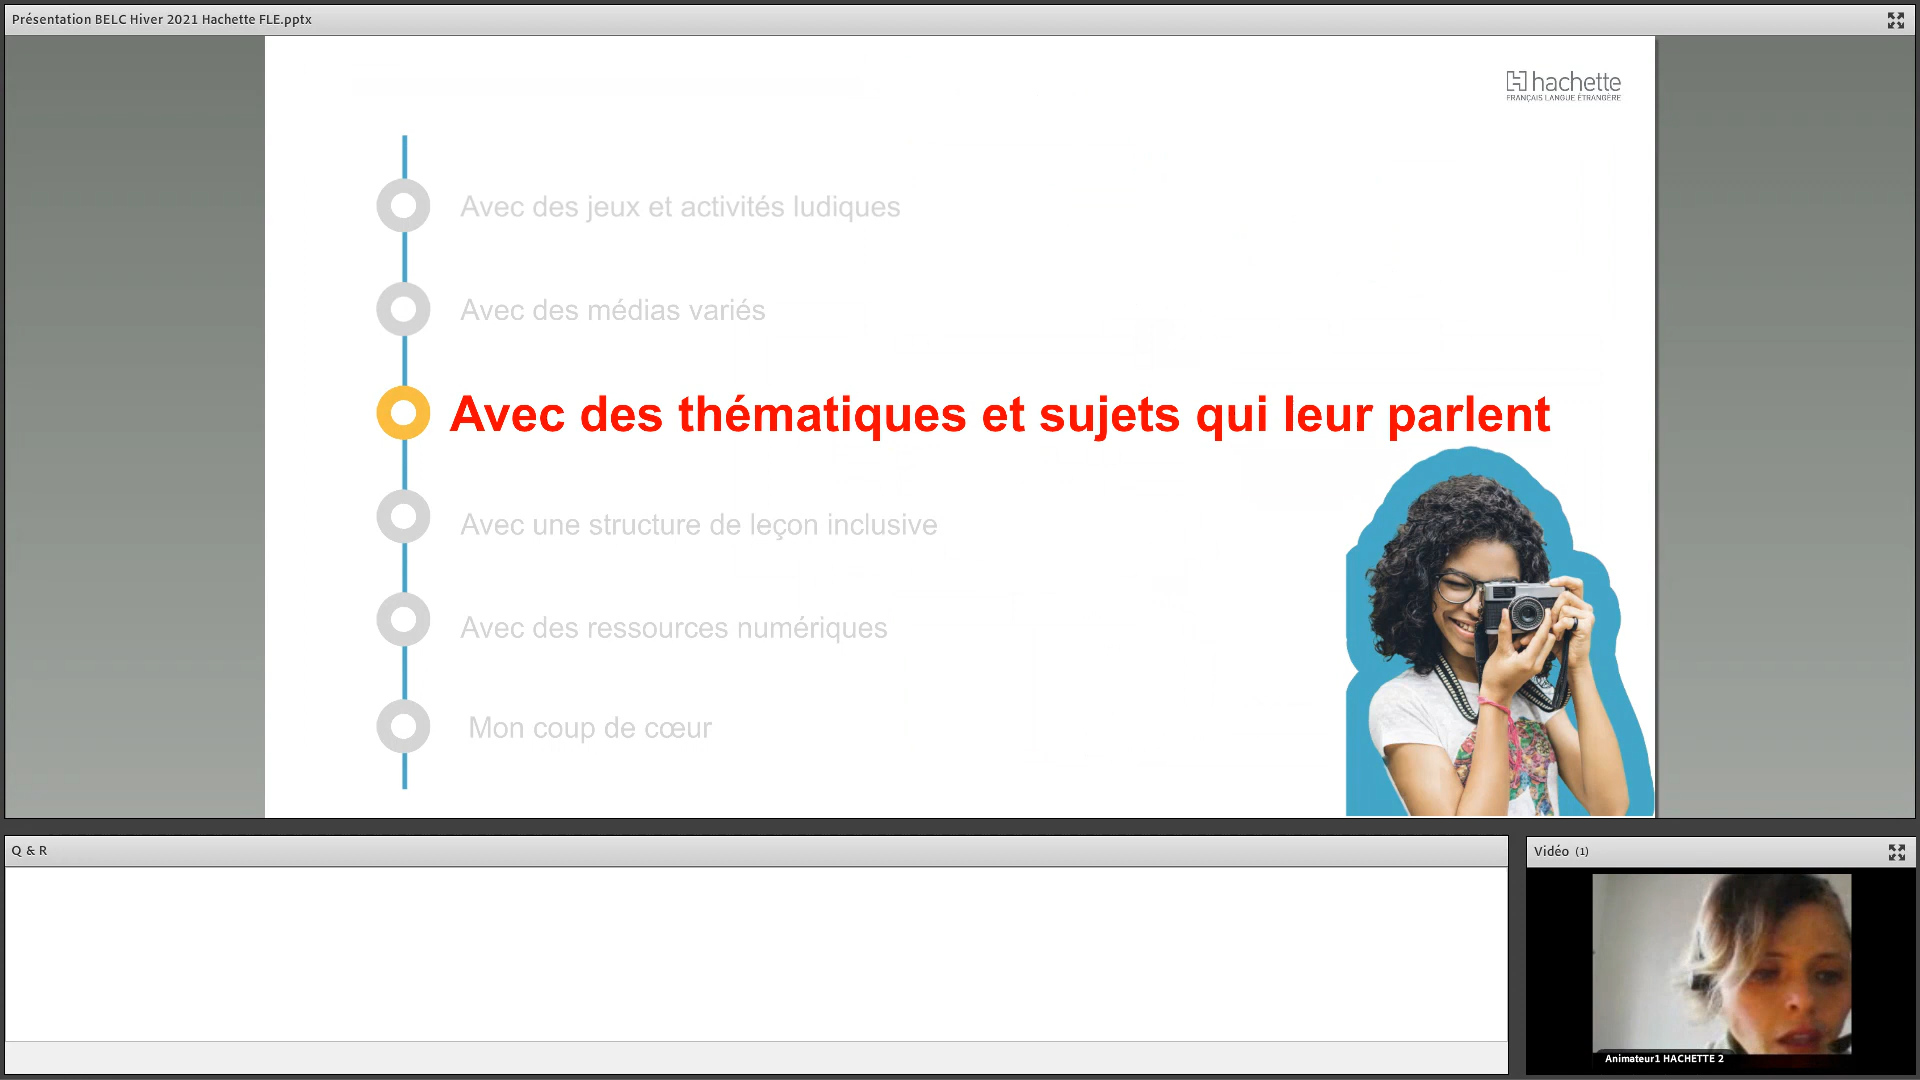 Présentation BELC Hiver 2021 Hachette FLE.pptx
hachette
FRANÇAIS LANGUE ÉTRANGÈRE
Avec des jeux et activités ludiques
Avec des médias variés
Avec des thématiques et sujets qui leur parlent
Avec une structure de leçon inclusive
Avec des ressources numériques
Mon coup de cœur
Q & R
Vidéo (1)
Animateur1 HACHETTE 2